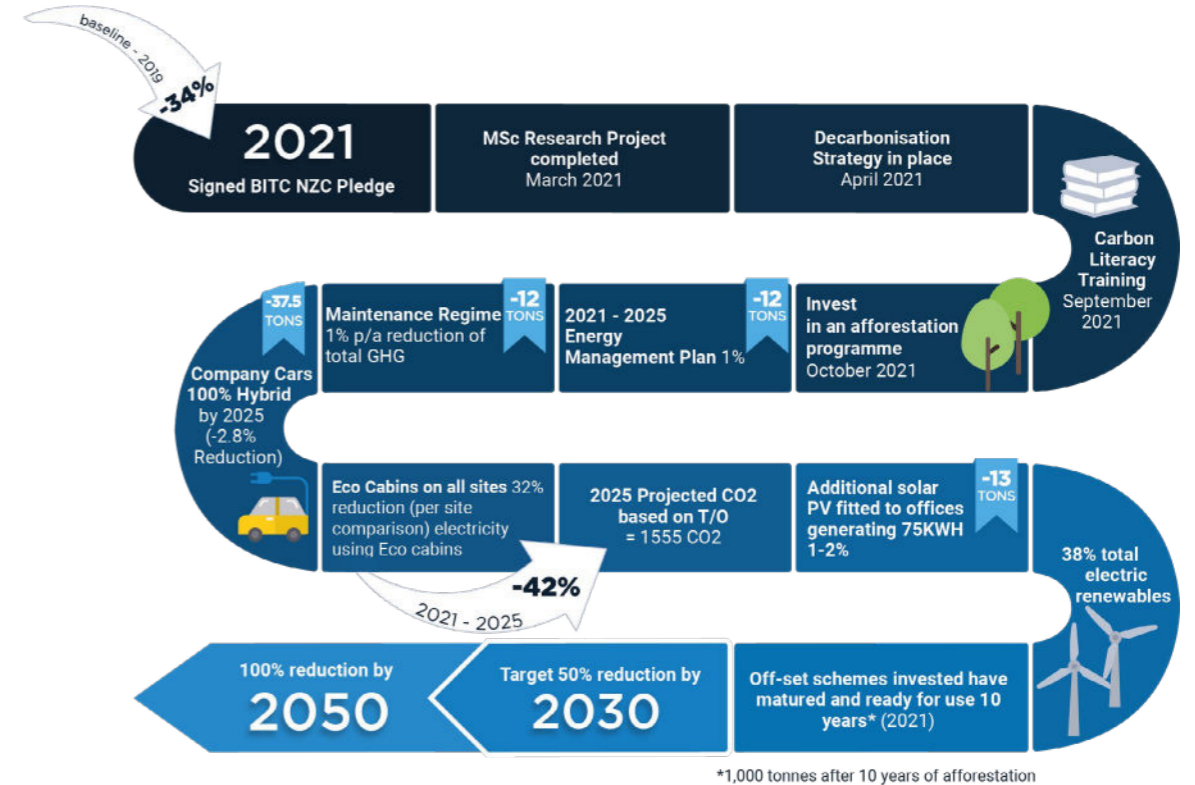 baseline - 2019
-34%
2021
Signed BITC NZC Pledge
MSc Research Project
completed
March 2021
Decarbonisation
Strategy in place
April 2021
Carbon
Literacy
Training
September
2021
Invest
in an afforestation
programme
October 2021
-12
TONS
2021 - 2025
Energy
Management Plan 1%
-12
TONS
Maintenance Regime
1% p/a reduction of
total GHG
-37.5
TONS
Company Cars
100% Hybrid
by 2025
(-2.8%
Reduction)
Eco Cabins on all sites 32%
reduction (per site
comparison) electricity
using Eco cabins
-42%
2021 - 2025
2025 Projected CO2
based on T/O
= 1555 CO2
-13
TONS
Additional solar
PV fitted to offices
generating 75KWH
1-2%
38% total
electric
renewables
Off-set schemes invested have
matured and ready for use 10
years* (2021)
Target 50% reduction by
2030
100% reduction by
2050
*1,000 tonnes after 10 years of afforestation